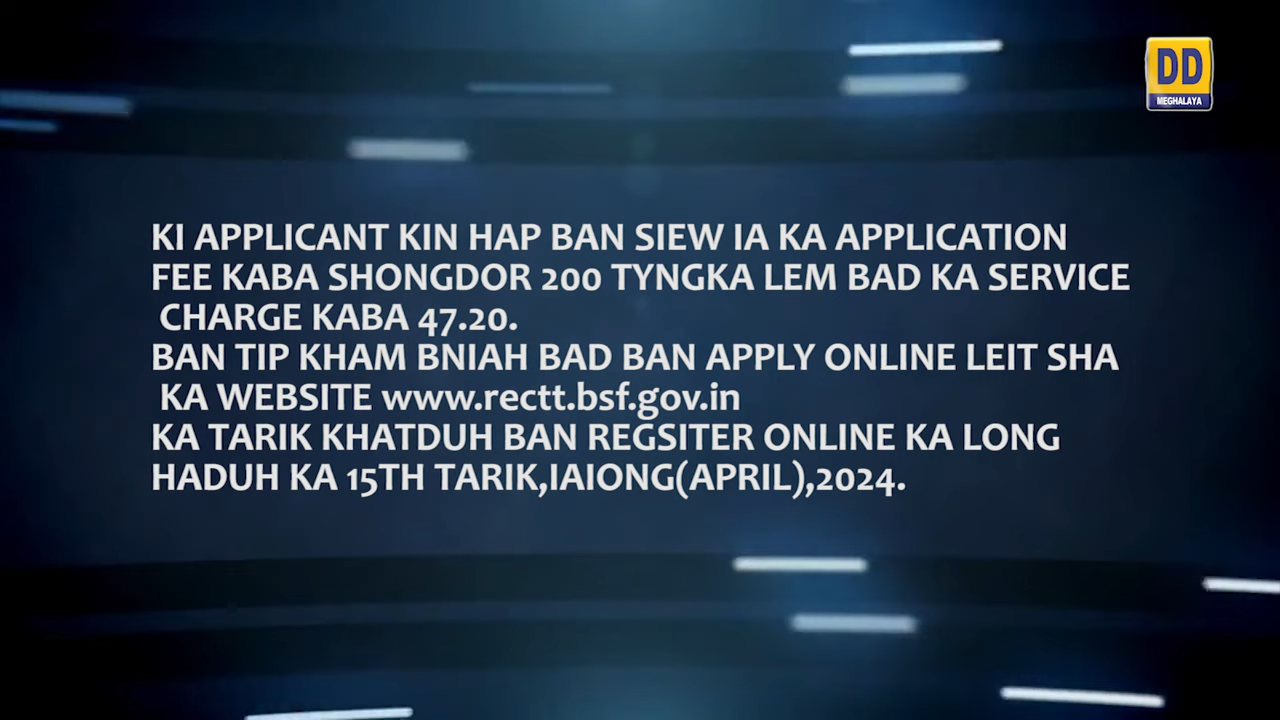 DD
MEGHALAYA
KI APPLICANT KIN HAP BAN SIEW IA KA APPLICATION
FEE KABA SHONGDOR 200 TYNGKA LEM BAD KA SERVICE
CHARGE KABA 47.20.
BAN TIP KHAM BNIAH BAD BAN APPLY ONLINE LEIT SHA
KA WEBSITE www.rectt.bsf.gov.in
KA TARIK KHATDUH BAN REGSITER ONLINE KA LONG
HADUH KA 15TH TARIK,IAIONG(APRIL),2024.